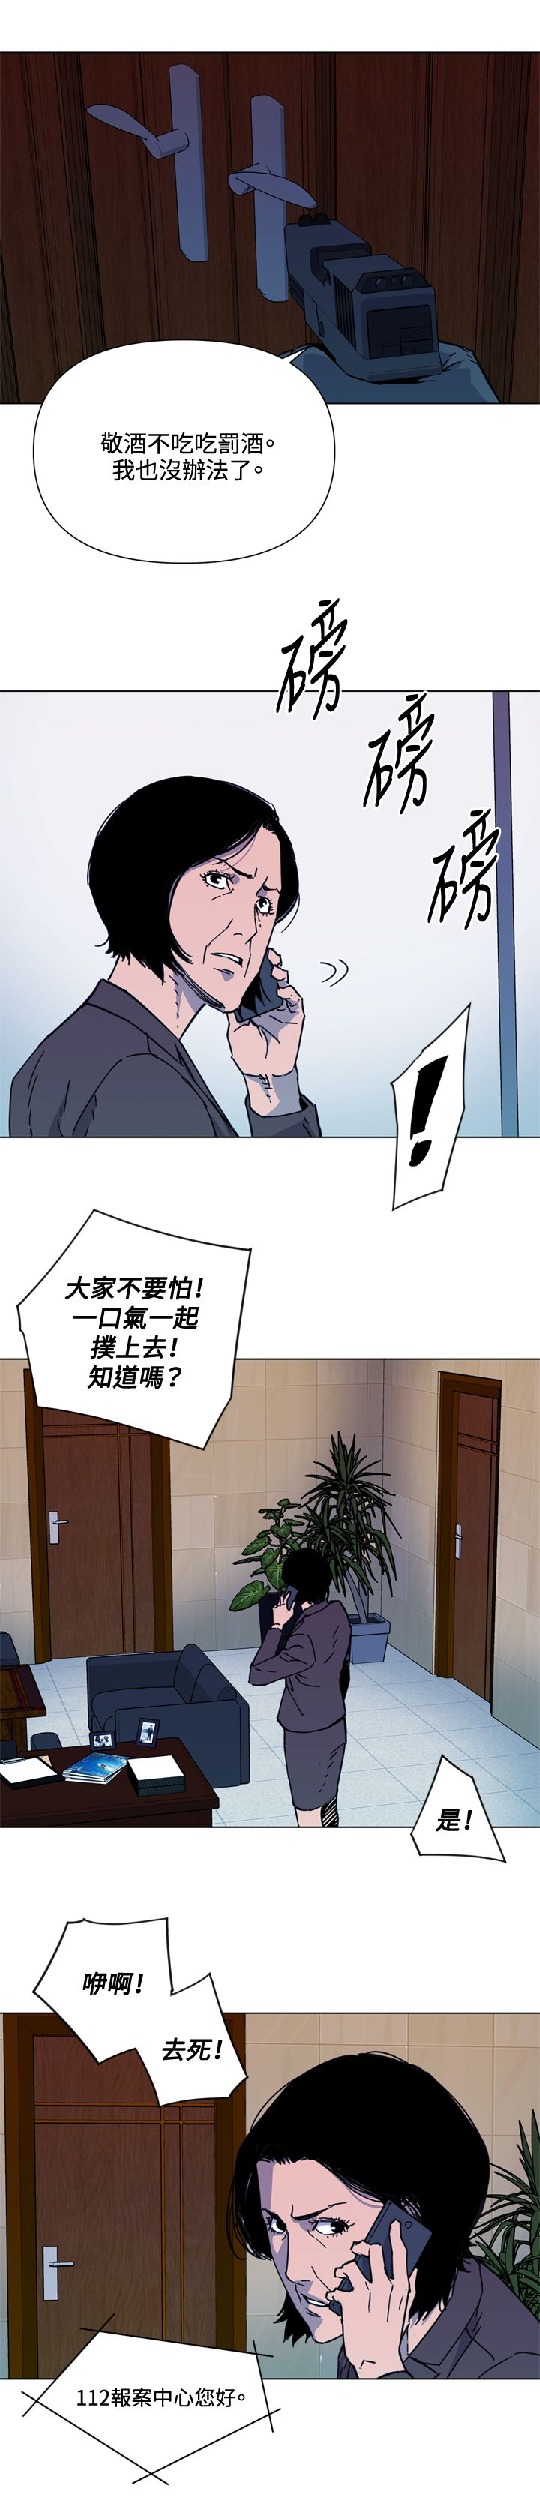 敬酒不吃吃罰酒。
我也沒辦法了。
磅
磅
磅
!
大家不要怕!
一口氣一起
撲上去!
知道嗎?
是!
咿啊!
去死!
112報案中心您好。